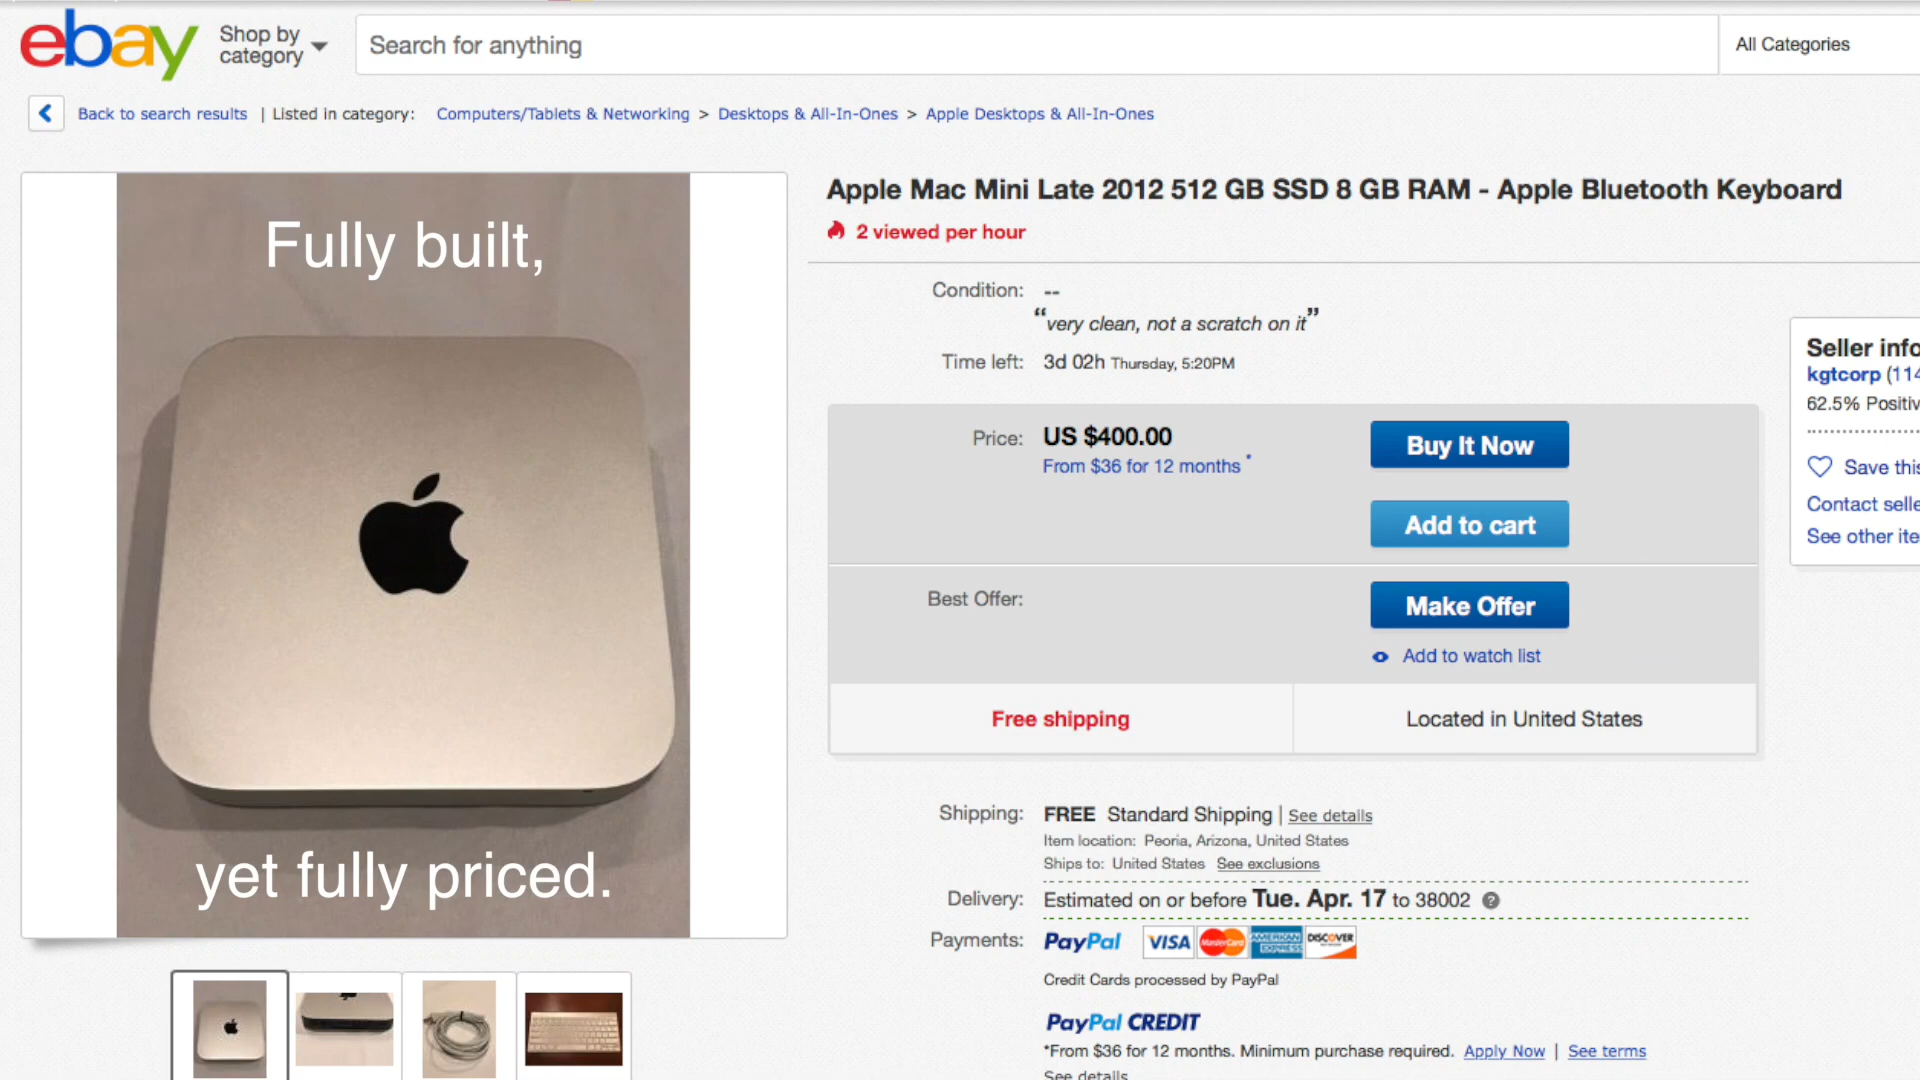 ebay
Shop by
category
Search for anything
All Categories
Back to search results | Listed in category: Computers/Tablets & Networking > Desktops & All-In-Ones > Apple Desktops & All-In-Ones
Fully built,
yet fully priced.
Apple Mac Mini Late 2012 512 GB SSD 8 GB RAM - Apple Bluetooth Keyboard
2 viewed per hour
Condition: --
“very clean, not a scratch on it”
Time left: 3d 02h Thursday, 5:20PM
Price: US $400.00
From $36 for 12 months *
Buy It Now
Add to cart
Best Offer:
Make Offer
Add to watch list
Free shipping
Located in United States
Seller info
kgtcorp (114
62.5% Positiv
Save this
Contact selle
See other ite
Shipping: FREE Standard Shipping | See details
Item location: Peoria, Arizona, United States
Ships to: United States See exclusions
Delivery: Estimated on or before Tue. Apr. 17 to 38002 ?
Payments: PayPal VISA MasterCard AMERICAN EXPRESS DISCOVER
Credit Cards processed by PayPal
PayPal CREDIT
*From $36 for 12 months. Minimum purchase required. Apply Now | See terms
See details